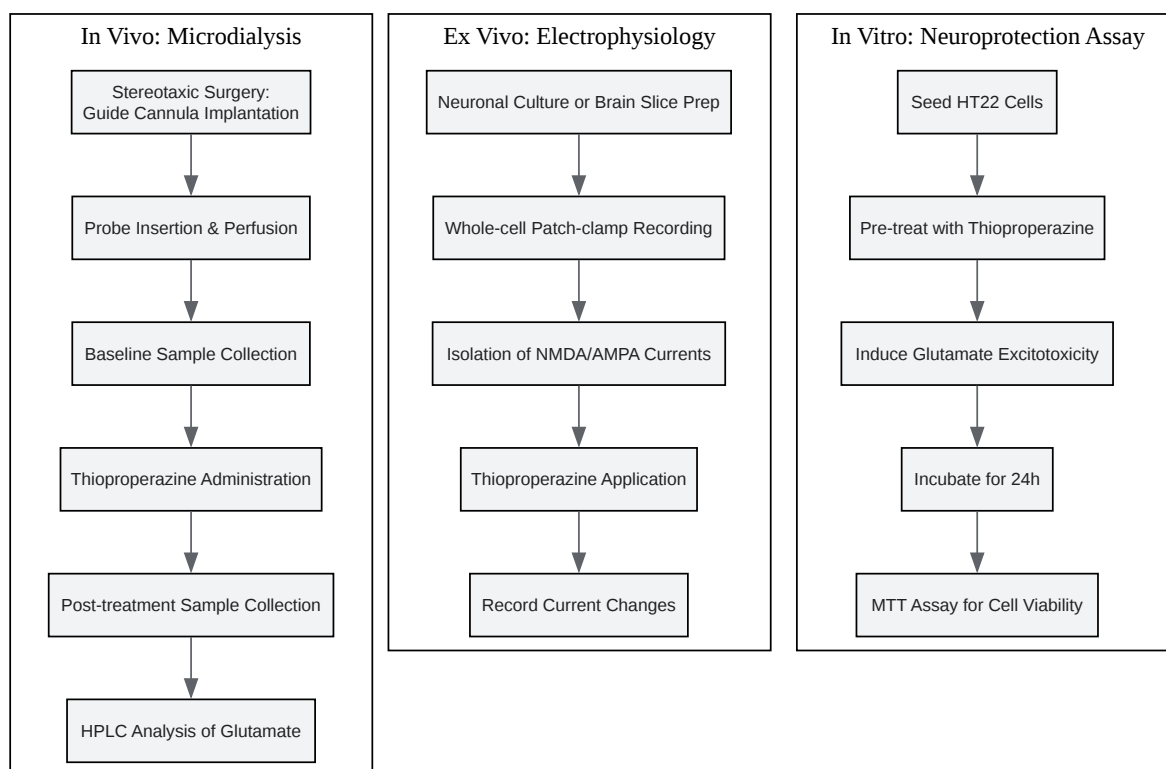 In Vivo: Microdialysis
Stereotaxic Surgery:
Guide Cannula Implantation
Probe Insertion & Perfusion
Baseline Sample Collection
Thioproperazine Administration
Post-treatment Sample Collection
HPLC Analysis of Glutamate
Ex Vivo: Electrophysiology
Neuronal Culture or Brain Slice Prep
Whole-cell Patch-clamp Recording
Isolation of NMDA/AMPA Currents
Thioproperazine Application
Record Current Changes
In Vitro: Neuroprotection Assay
Seed HT22 Cells
Pre-treat with Thioproperazine
Induce Glutamate Excitotoxicity
Incubate for 24h
MTT Assay for Cell Viability